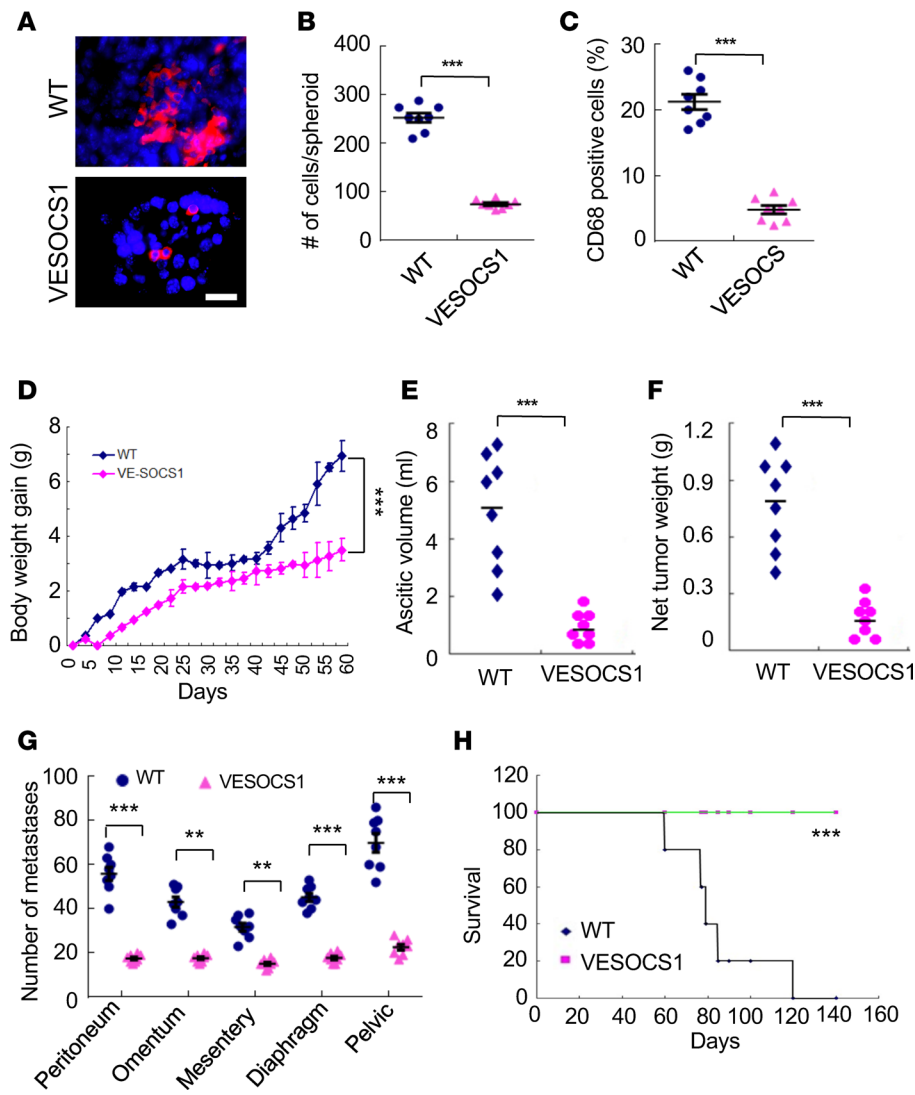 A
WT
VESOCS1
B
400
300
200
100
0
# of cells/spheroid
***
WT
VESOCS1
C
30
20
10
0
CD68 positive cells (%)
***
WT
VESOCS
D
8
6
4
2
0
Body weight gain (g)
WT
VE-SOCS1
***
0 5 10 15 20 25 30 35 40 45 50 55 60
Days
E
8
6
4
2
0
Ascitic volume (ml)
***
WT VESOCS1
F
1.2
0.9
0.6
0.3
0
Net tumor weight (g)
***
WT VESOCS1
G
100
80
60
40
20
0
Number of metastases
WT VESOCS1
*** ** ** *** ***
Peritoneum
Omentum
Mesentery
Diaphragm
Pelvic
H
120
100
80
60
40
20
0
Survival
***
WT
VESOCS1
0 20 40 60 80 100 120 140 160
Days